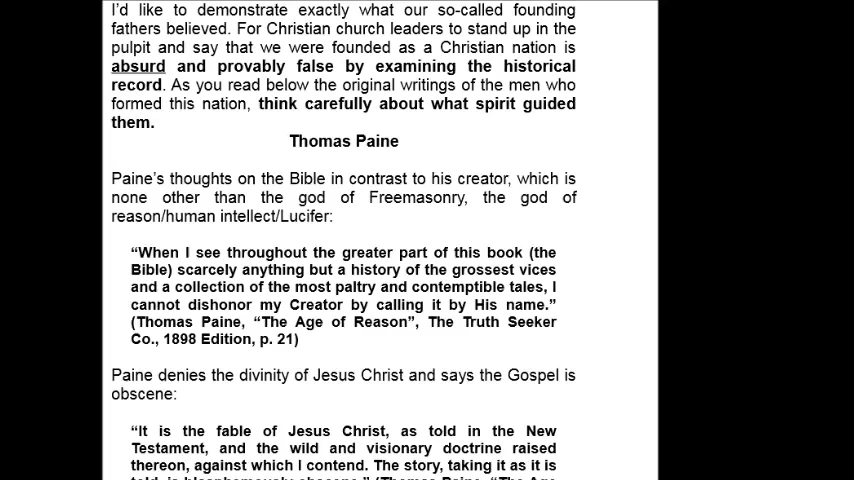 I'd like to demonstrate exactly what our so-called founding
fathers believed. For Christian church leaders to stand up in the
pulpit and say that we were founded as a Christian nation is
absurd and provably false by examining the historical
record. As you read below the original writings of the men who
formed this nation, think carefully about what spirit guided
them.
Thomas Paine
Paine's thoughts on the Bible in contrast to his creator, which is
none other than the god of Freemasonry, the god of
reason/human intellect/Lucifer:
“When I see throughout the greater part of this book (the
Bible) scarcely anything but a history of the grossest vices
and a collection of the most paltry and contemptible tales, I
cannot dishonor my Creator by calling it by His name.”
(Thomas Paine, “The Age of Reason”, The Truth Seeker
Co., 1898 Edition, p. 21)
Paine denies the divinity of Jesus Christ and says the Gospel is
obscene:
“It is the fable of Jesus Christ, as told in the New
Testament, and the wild and visionary doctrine raised
thereon, against which I contend. The story, taking it as it is
told, is blasphemously obscene.” (Thomas Paine, “The Age